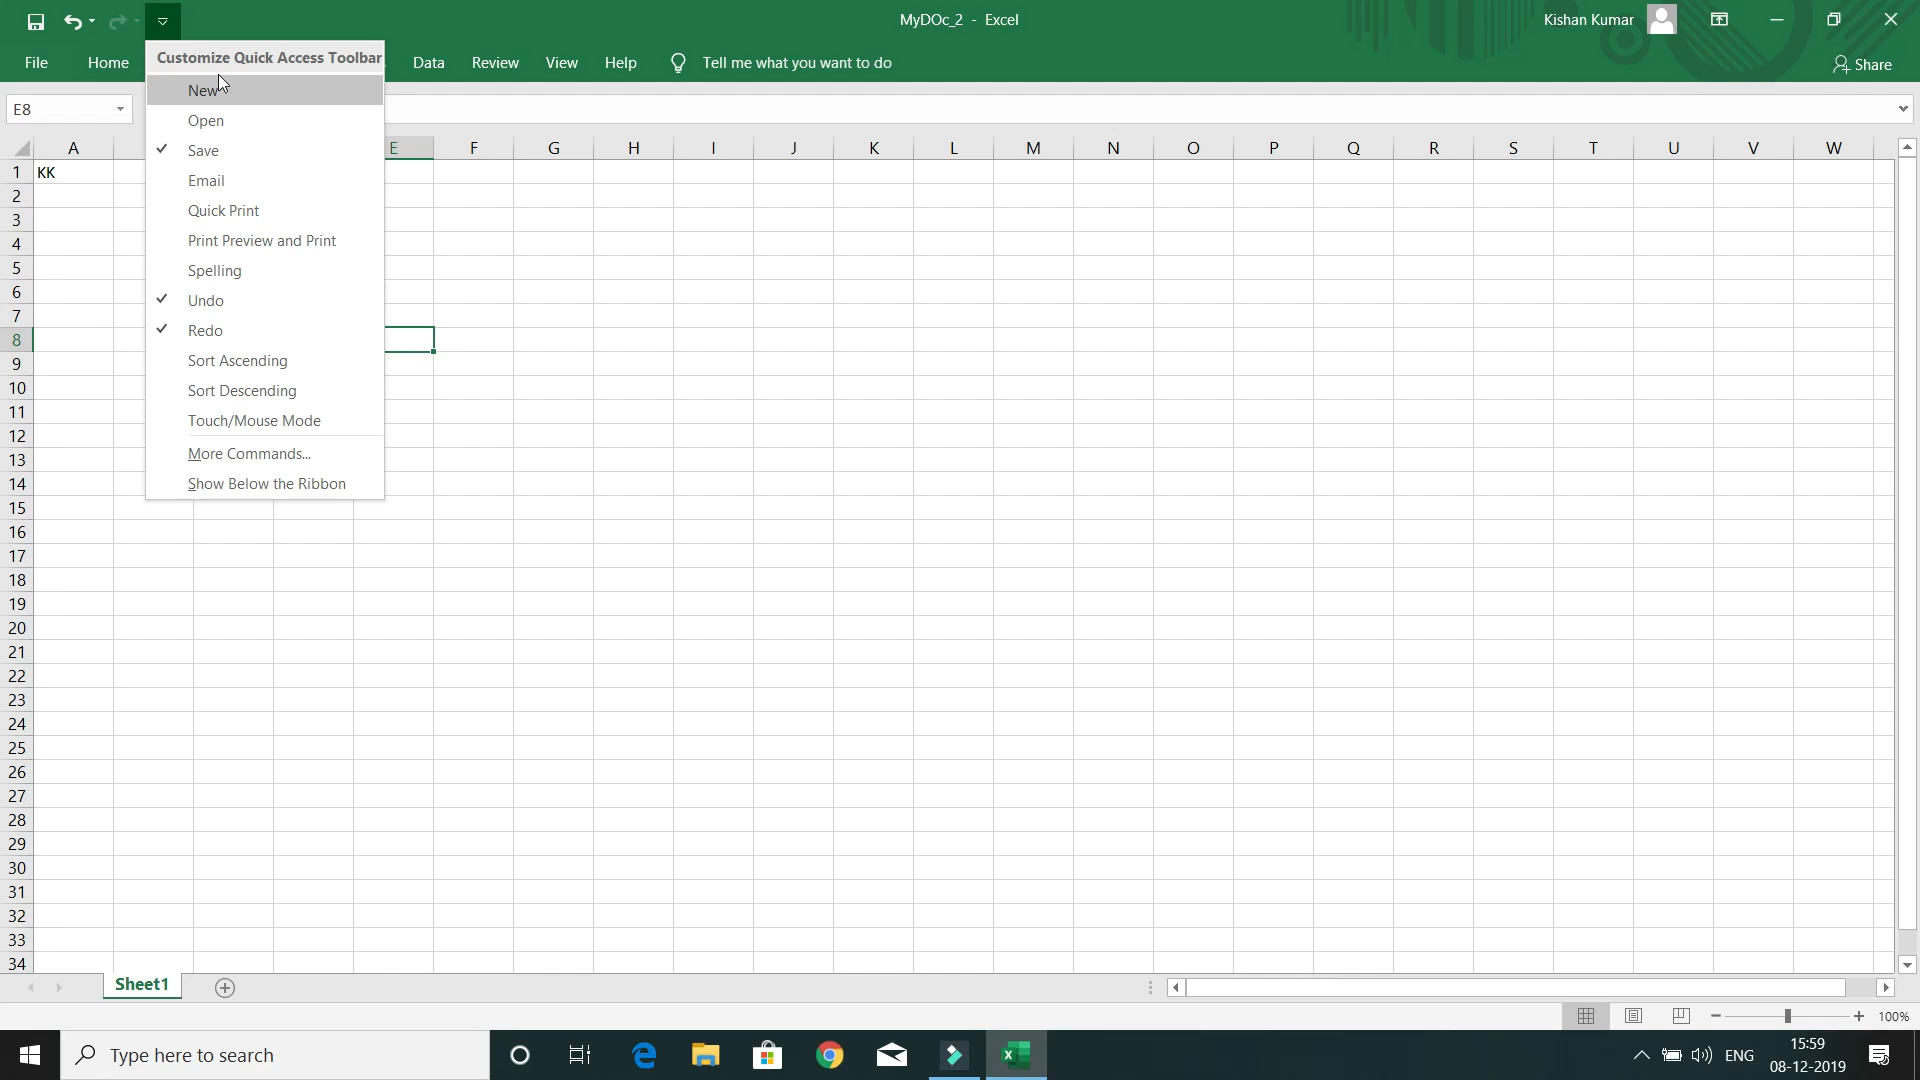 MyDOc_2 - Excel
Kishan Kumar
File
Home
Data
Review
View
Help
Tell me what you want to do
Share
Customize Quick Access Toolbar
New
Open
Save
Email
Quick Print
Print Preview and Print
Spelling
Undo
Redo
Sort Ascending
Sort Descending
Touch/Mouse Mode
More Commands...
Show Below the Ribbon
E8
A E F G H I J K L M N O P Q R S T U V W
1 KK
2
3
4
5
6
7
8
9
10
11
12
13
14
15
16
17
18
19
20
21
22
23
24
25
26
27
28
29
30
31
32
33
34
Sheet1
100%
Type here to search
ENG
15:59
08-12-2019